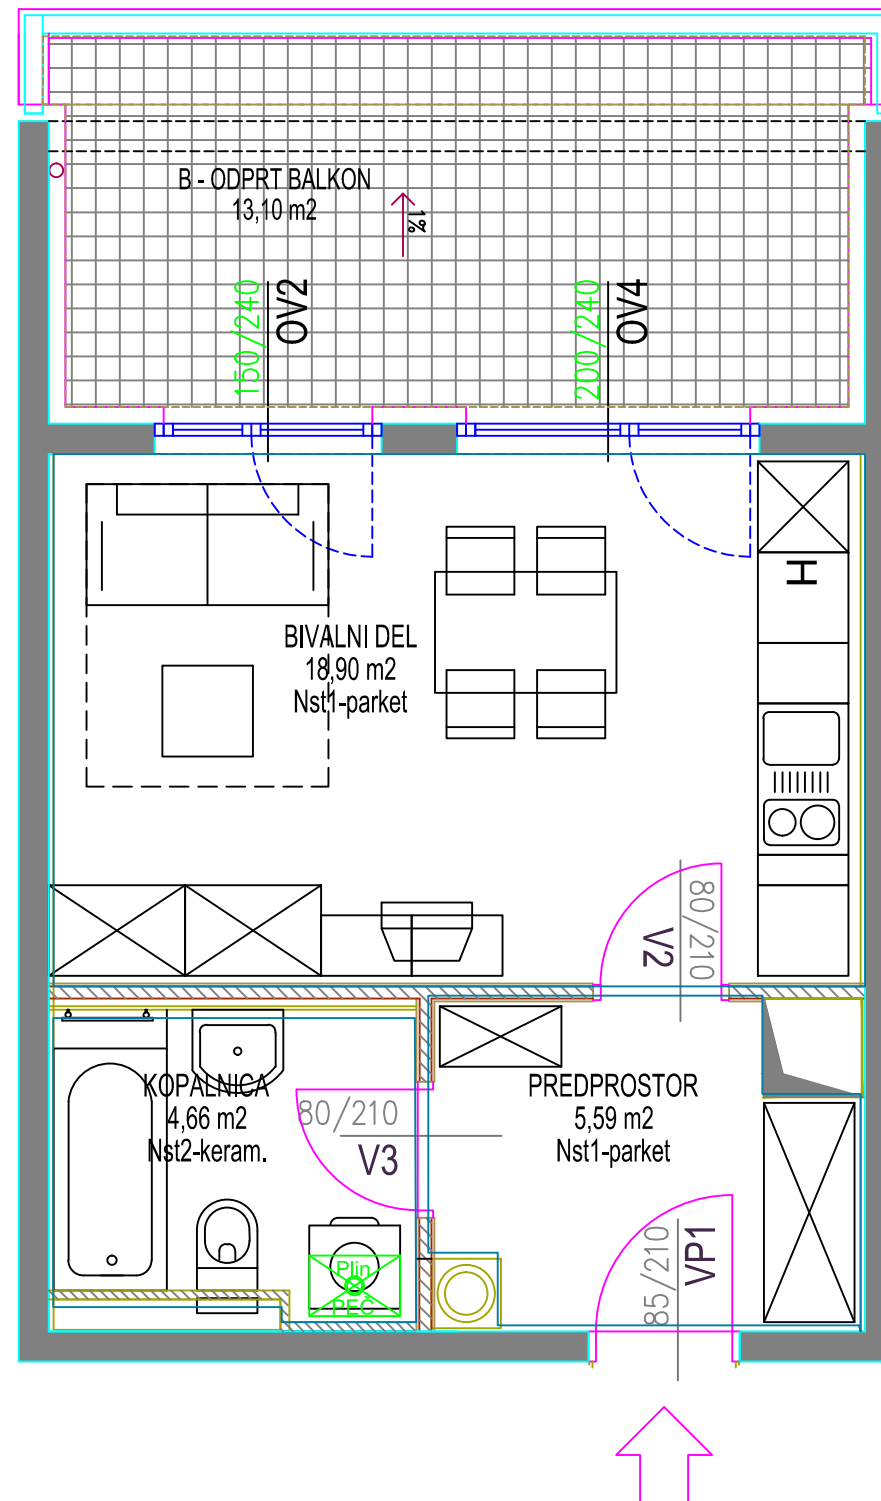 B - ODPRT BALKON
13,10 m2
1%
150/240
OV2
200/240
OV4
H
BIVALNI DEL
18,90 m2
Nst1-parket
80/210
V2
KOPALNICA
4,66 m2
Nst2-keram.
80/210
V3
PREDPROSTOR
5,59 m2
Nst1-parket
85/210
VP1
Plin
PEČ